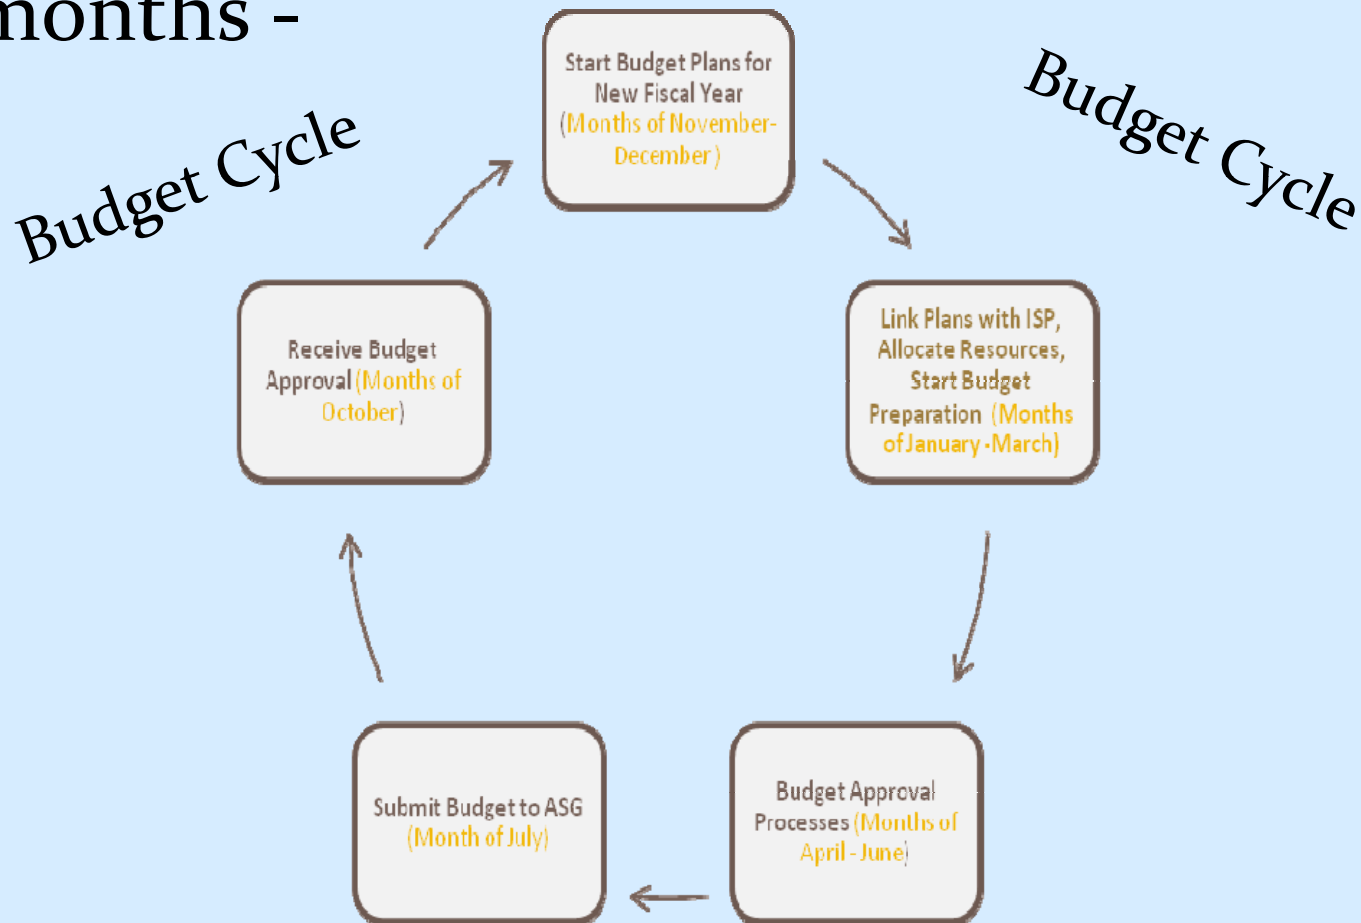 months -
Budget Cycle
Budget Cycle
Start Budget Plans for
New Fiscal Year
(Months of November-
December)
Link Plans with ISP,
Allocate Resources,
Start Budget
Preparation (Months
of January -March)
Budget Approval
Processes (Months of
April - June)
Submit Budget to ASG
(Month of July)
Receive Budget
Approval (Months of
October)